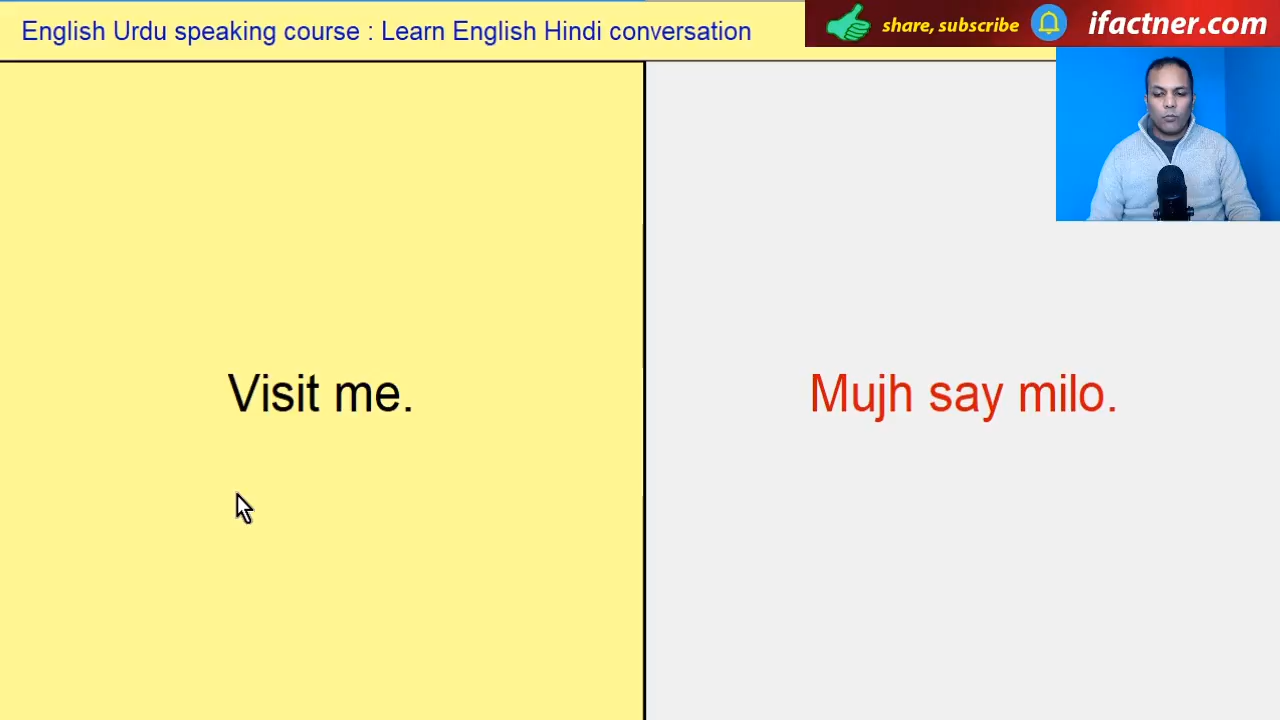 English Urdu speaking course : Learn English Hindi conversation
share, subscribe
ifactner.com
Visit me.
Mujh say milo.